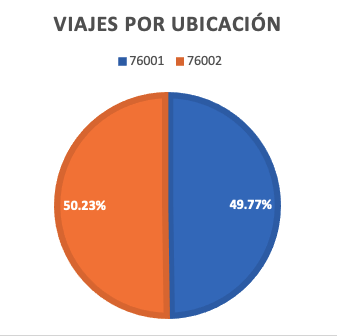 VIAJES POR UBICACIÓN
76001 76002
50.23% 49.77%